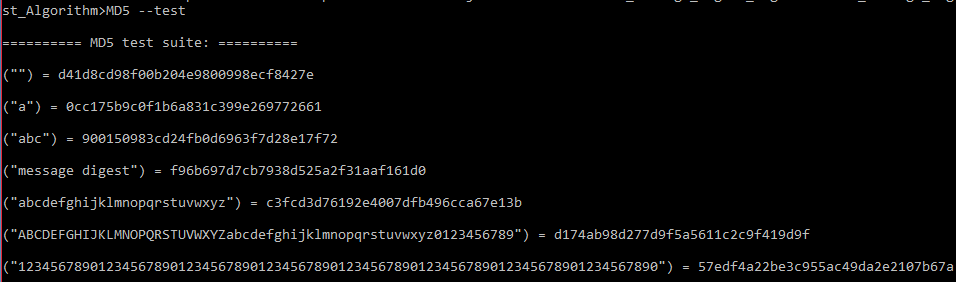 st_Algorithm>MD5 --test
========== MD5 test suite: ==========
("") = d41d8cd98f00b204e9800998ecf8427e
("a") = 0cc175b9c0f1b6a831c399e269772661
("abc") = 900150983cd24fb0d6963f7d28e17f72
("message digest") = f96b697d7cb7938d525a2f31aaf161d0
("abcdefghijklmnopqrstuvwxyz") = c3fcd3d76192e4007dfb496cca67e13b
("ABCDEFGHIJKLMNOPQRSTUVWXYZabcdefghijklmnopqrstuvwxyz0123456789") = d174ab98d277d9f5a5611c2c9f419d9f
("12345678901234567890123456789012345678901234567890123456789012345678901234567890") = 57edf4a22be3c955ac49da2e2107b67a